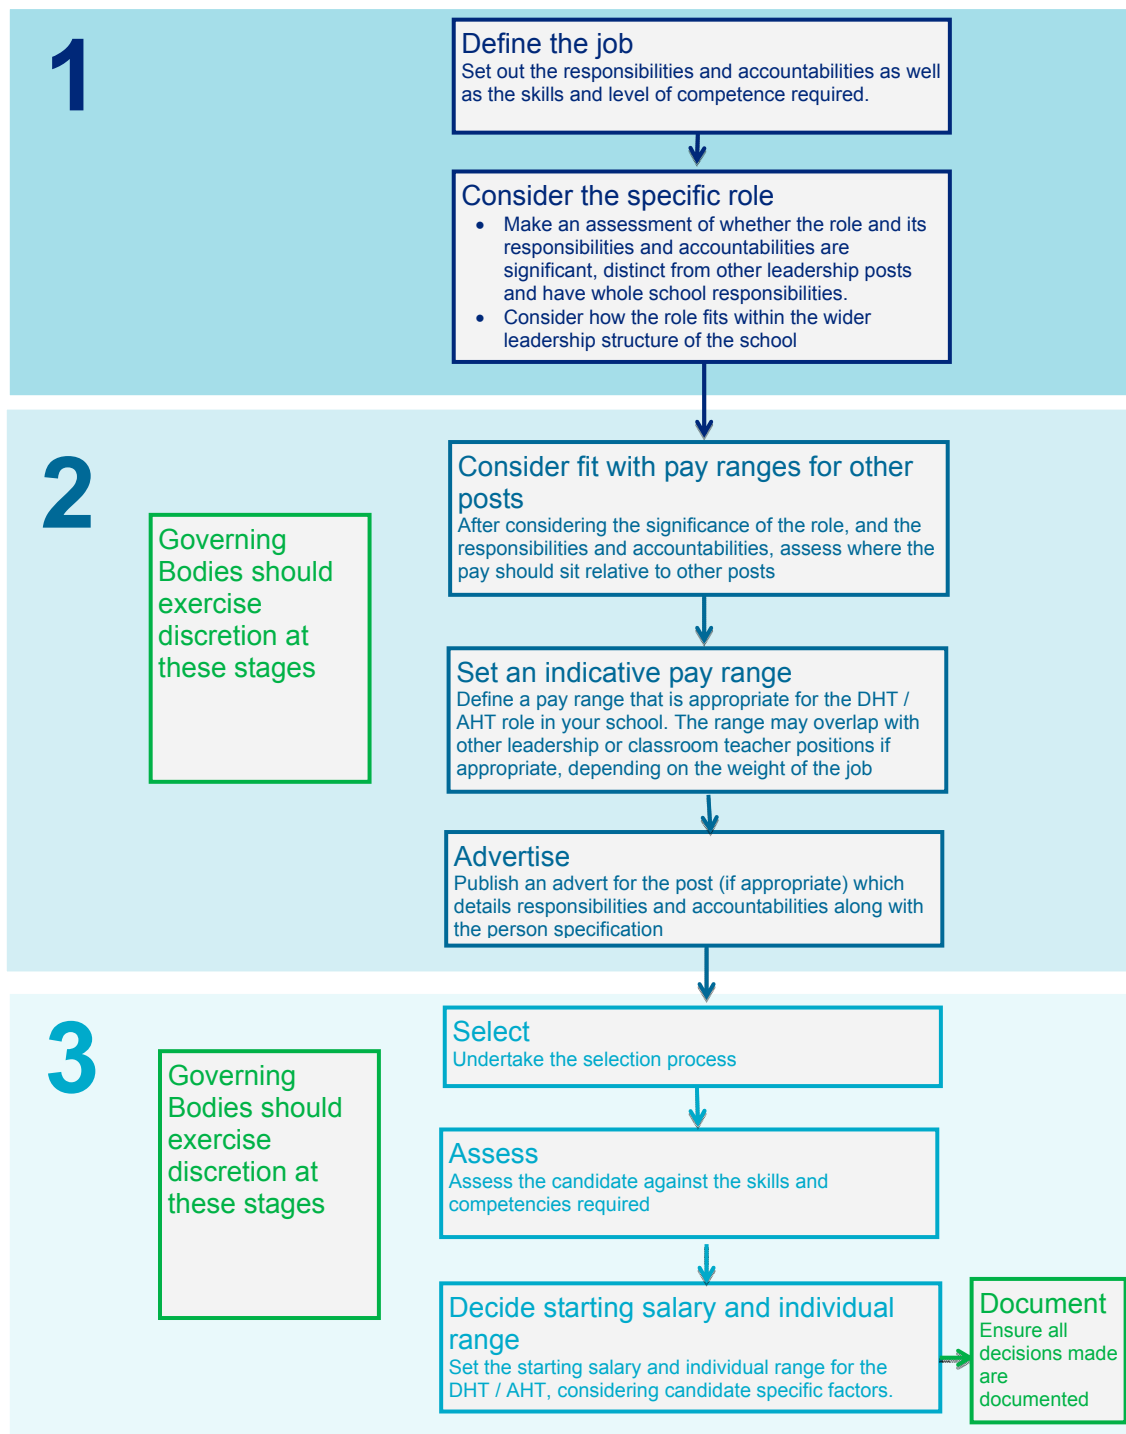 1
Define the job
Set out the responsibilities and accountabilities as well
as the skills and level of competence required.
Consider the specific role
• Make an assessment of whether the role and its
responsibilities and accountabilities are
significant, distinct from other leadership posts
and have whole school responsibilities.
• Consider how the role fits within the wider
leadership structure of the school
2
Governing
Bodies should
exercise
discretion at
these stages
Consider fit with pay ranges for other
posts
After considering the significance of the role, and the
responsibilities and accountabilities, assess where the
pay should sit relative to other posts
Set an indicative pay range
Define a pay range that is appropriate for the DHT /
AHT role in your school. The range may overlap with
other leadership or classroom teacher positions if
appropriate, depending on the weight of the job
Advertise
Publish an advert for the post (if appropriate) which
details responsibilities and accountabilities along with
the person specification
3
Governing
Bodies should
exercise
discretion at
these stages
Select
Undertake the selection process
Assess
Assess the candidate against the skills and
competencies required
Decide starting salary and individual
range
Set the starting salary and individual range for the
DHT / AHT, considering candidate specific factors.
Document
Ensure all
decisions made
are
documented